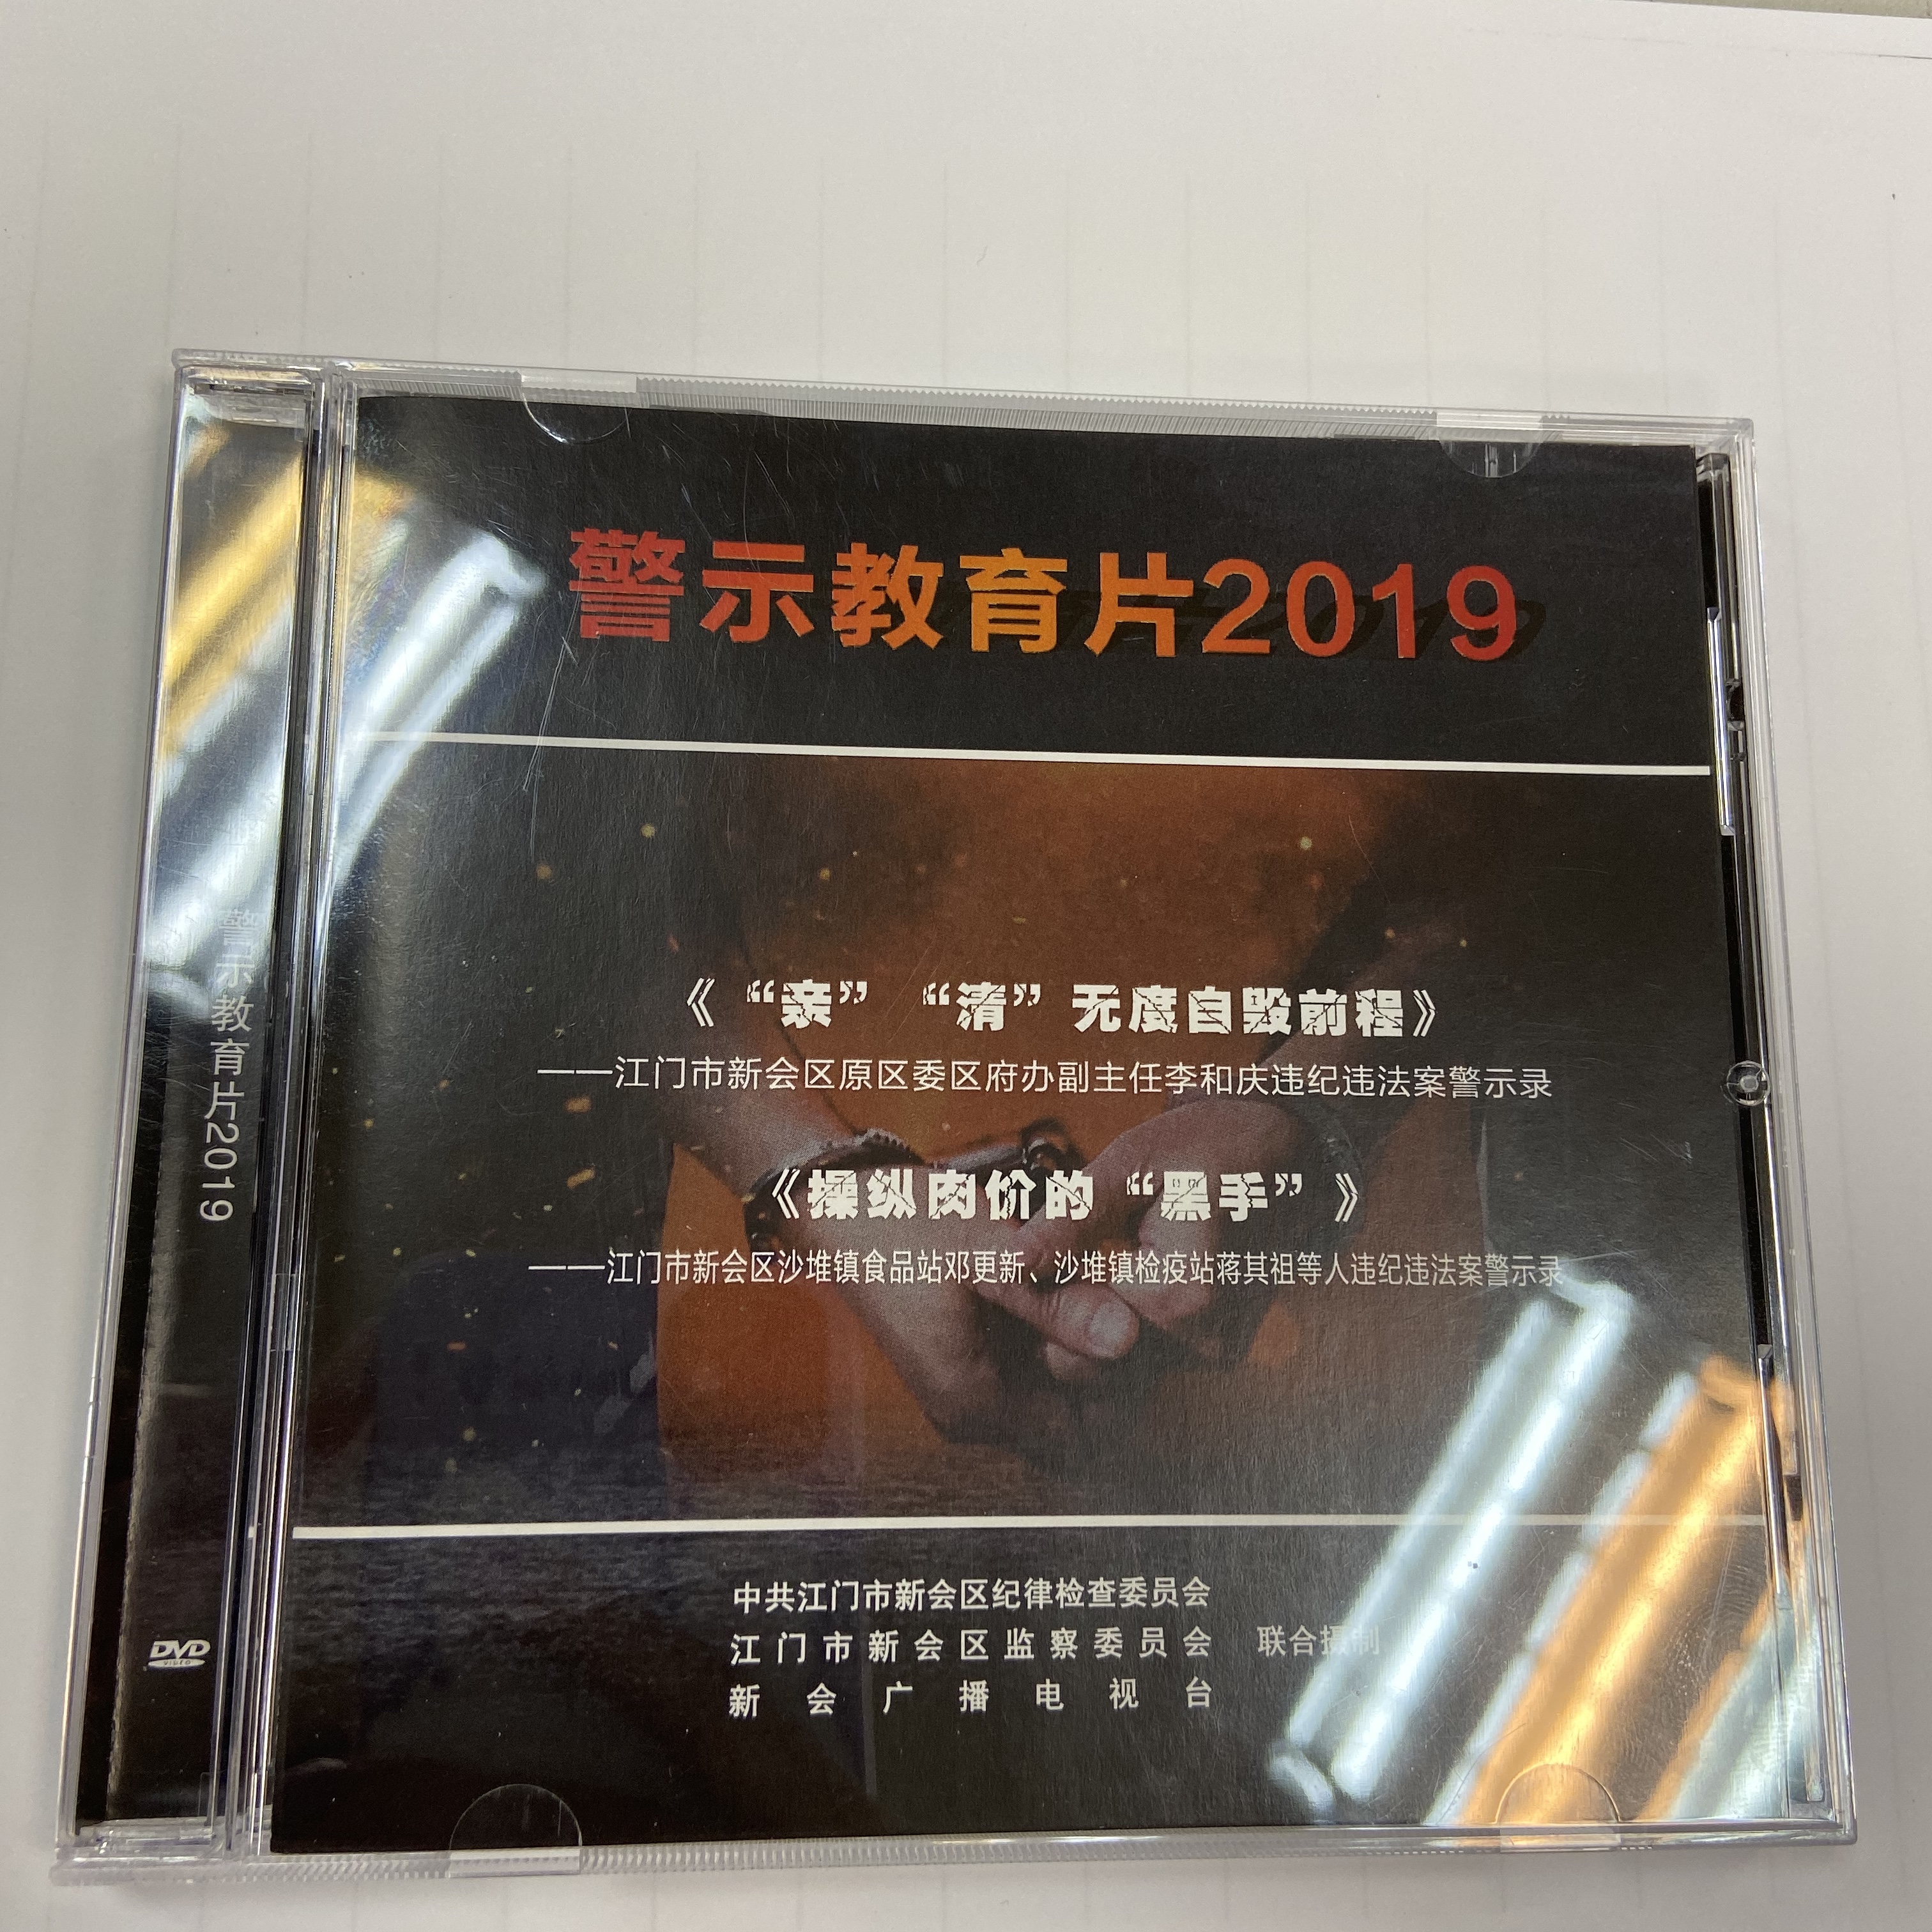 警示教育片2019
《“亲”“清”无度自毁前程》
——江门市新会区原区委区府办副主任李和庆违纪违法案警示录
《操纵肉价的“黑手”》
——江门市新会区沙堆镇食品站邓更新、沙堆镇检疫站蒋其祖等人违纪违法案警示录
中共江门市新会区纪律检查委员会
江门市新会区监察委员会 联合摄制
新会广播电视台
警示教育片2019
DVD
VIDEO